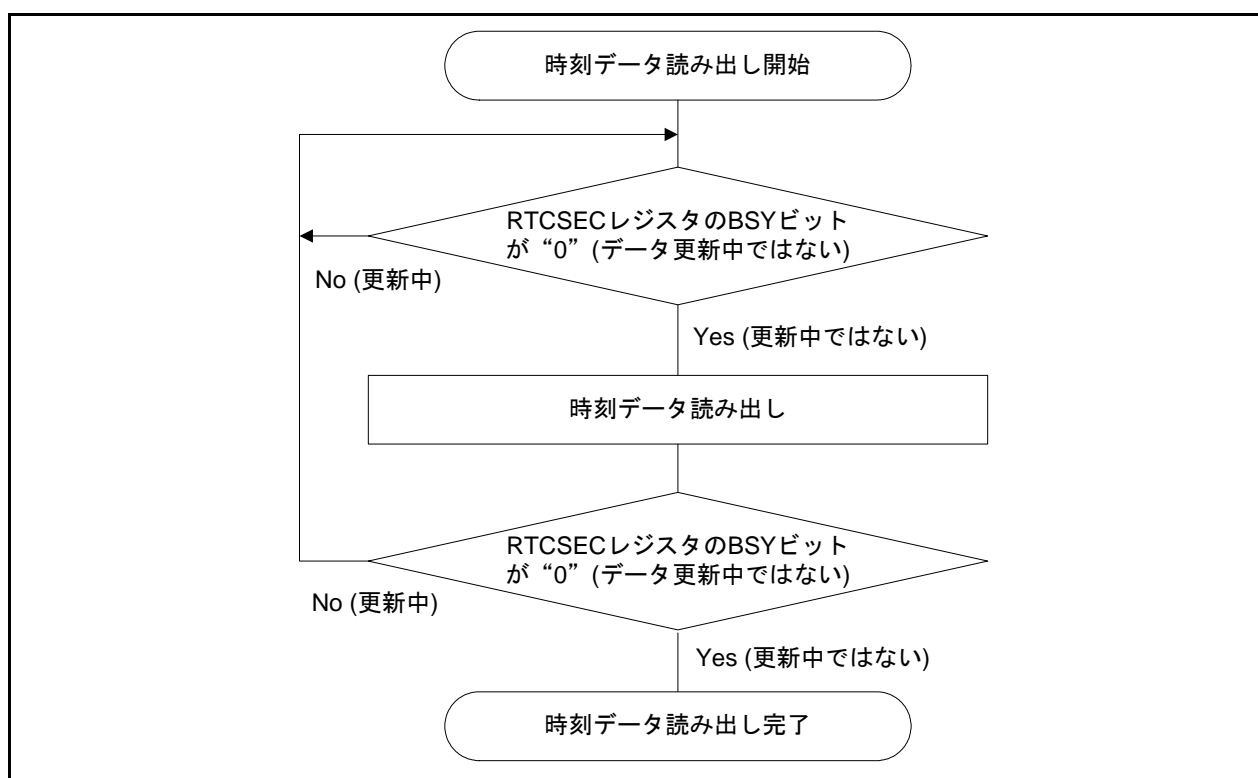 時刻データ読み出し開始
RTCSECレジスタのBSYビット
が“0”(データ更新中ではない)
No (更新中)
Yes (更新中ではない)
時刻データ読み出し
RTCSECレジスタのBSYビット
が“0”(データ更新中ではない)
No (更新中)
Yes (更新中ではない)
時刻データ読み出し完了